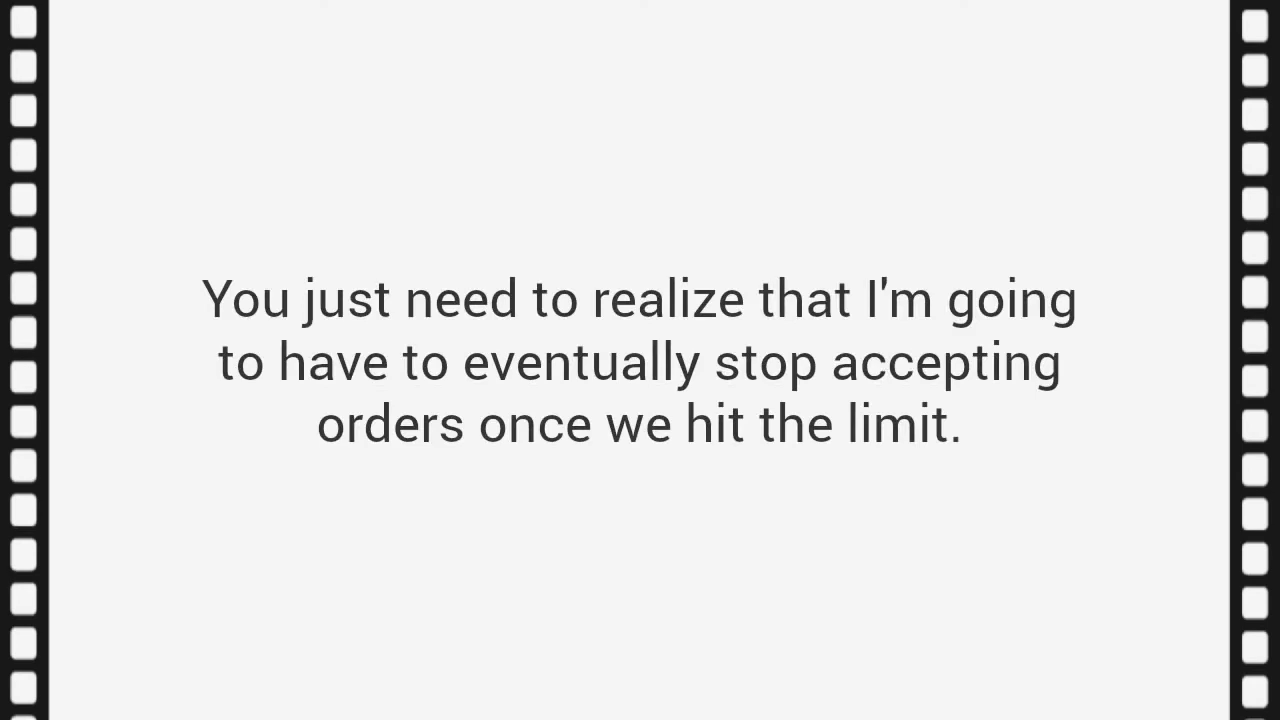 You just need to realize that I'm going
to have to eventually stop accepting
orders once we hit the limit.